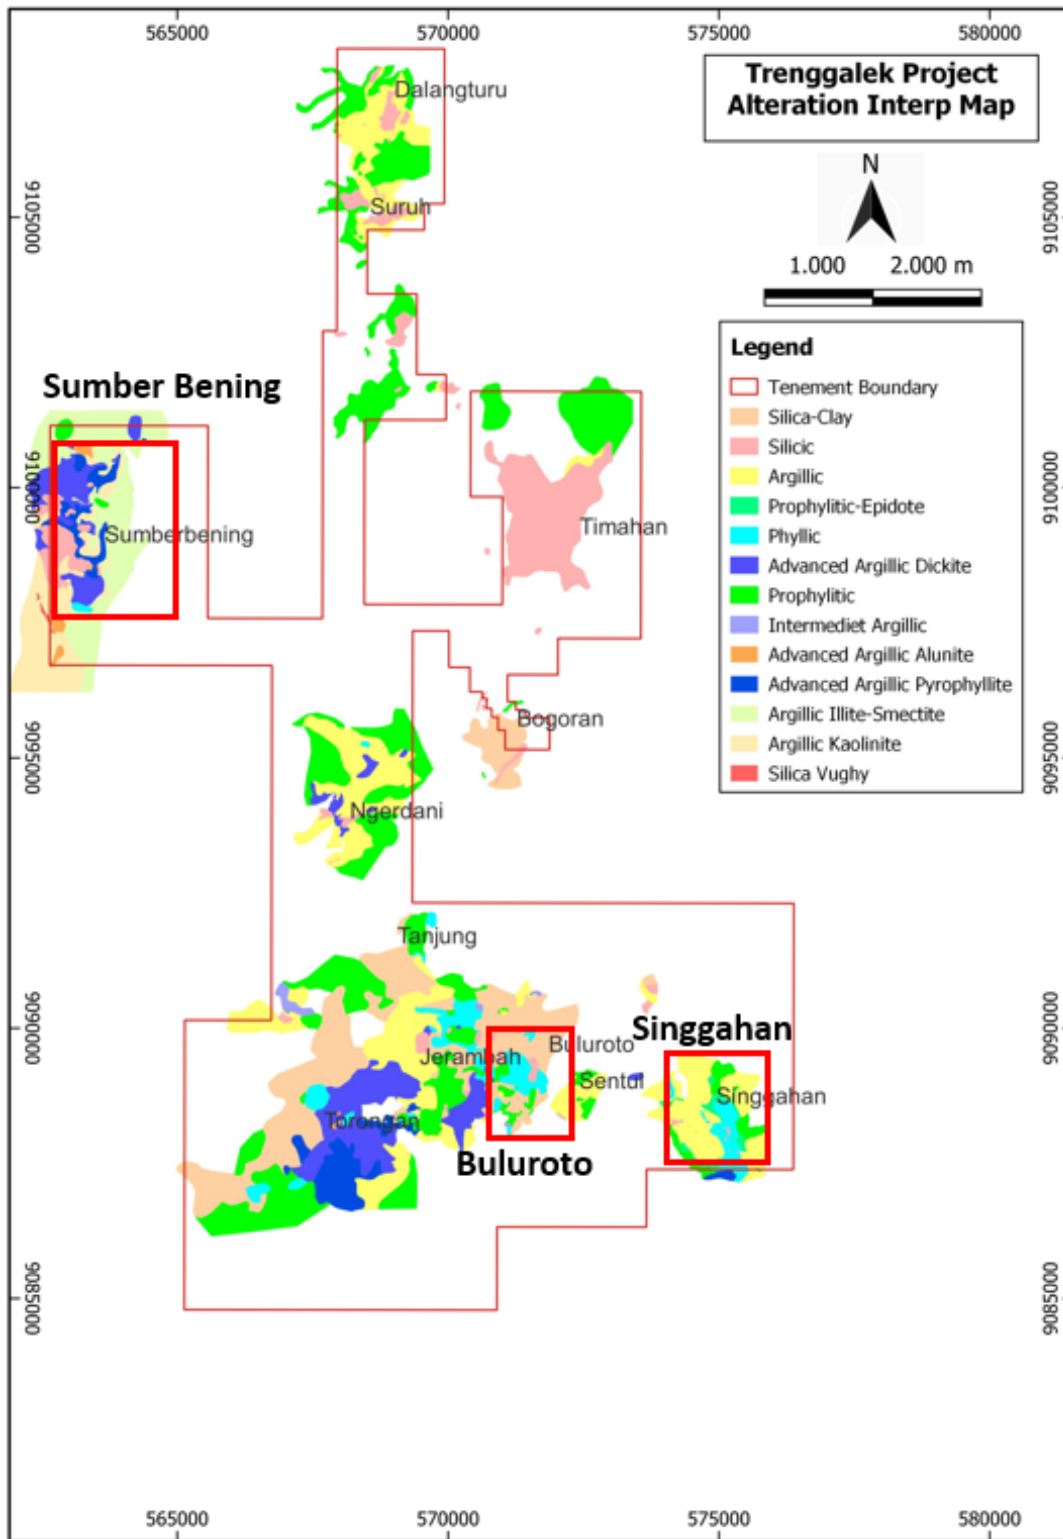 565000 570000 575000 580000
Trenggalek Project
Alteration Interp Map
N
1.000 2.000 m
Legend
Tenement Boundary
Silica-Clay
Silicic
Argillic
Prophylitic-Epidote
Phyllic
Advanced Argillic Dickite
Prophylitic
Intermediet Argillic
Advanced Argillic Alunite
Advanced Argillic Pyrophyllite
Argillic Illite-Smectite
Argillic Kaolinite
Silica Vughy
Dalangturu
9105000 9105000
Suruh
Sumber Bening
9100000 9100000
Sumberbening
Timahan
Bogoran
9095000 9095000
Ngerdani
Tanjung
9090000 9090000
Singgahan
Buluroto
Jerambah
Sentul
Singgahan
Torongan
Buluroto
9085000 9085000
565000 570000 575000 580000